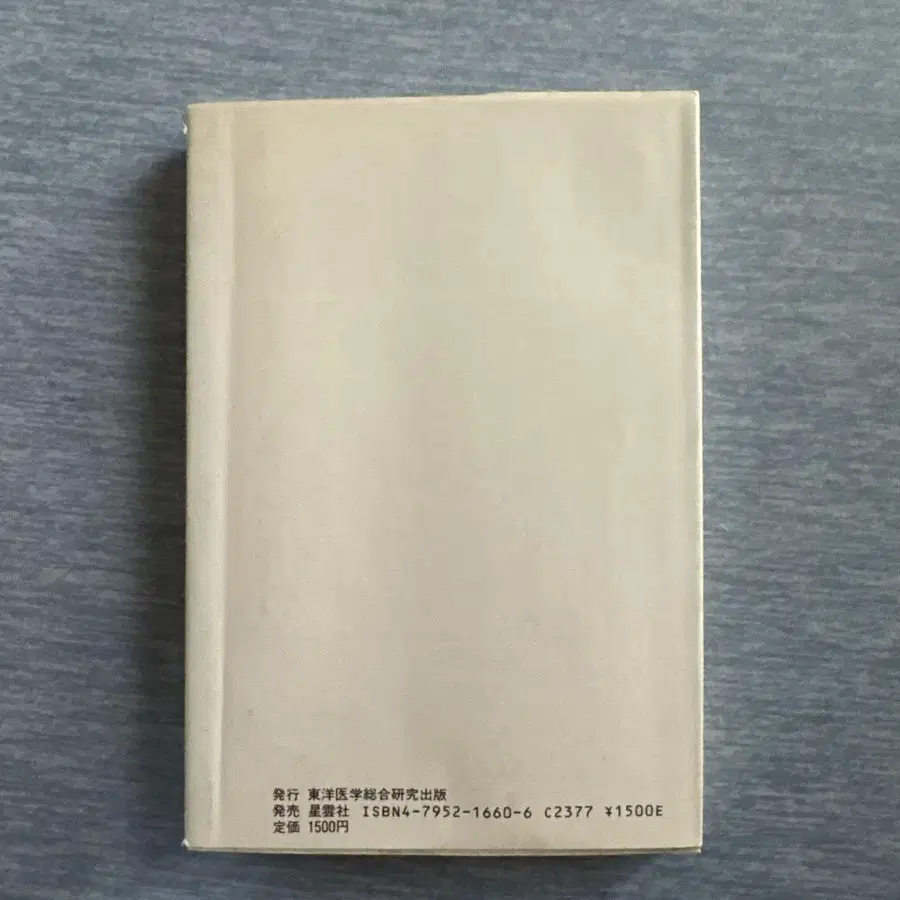 発行 東洋医学総合研究出版
発売 星雲社 ISBN4-7952-1660-6 C2377 ¥1500E
定価 1500円